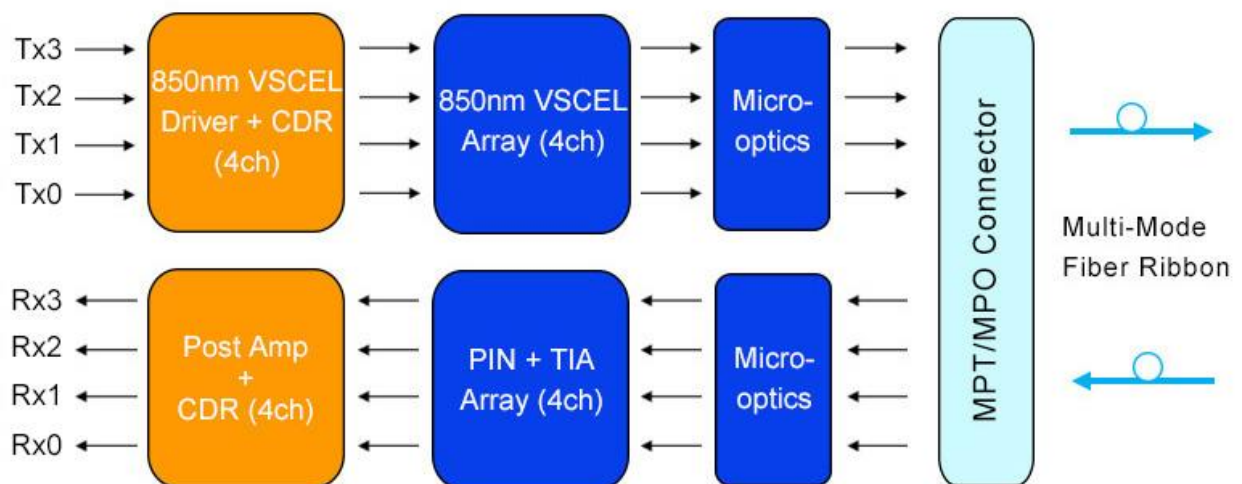 Tx3
Tx2
Tx1
Tx0
850nm VSCEL
Driver + CDR
(4ch)
850nm VSCEL
Array (4ch)
Micro-
optics
MPT/MPO Connector
Multi-Mode
Fiber Ribbon
Rx3
Rx2
Rx1
Rx0
Post Amp
+
CDR (4ch)
PIN + TIA
Array (4ch)
Micro-
optics